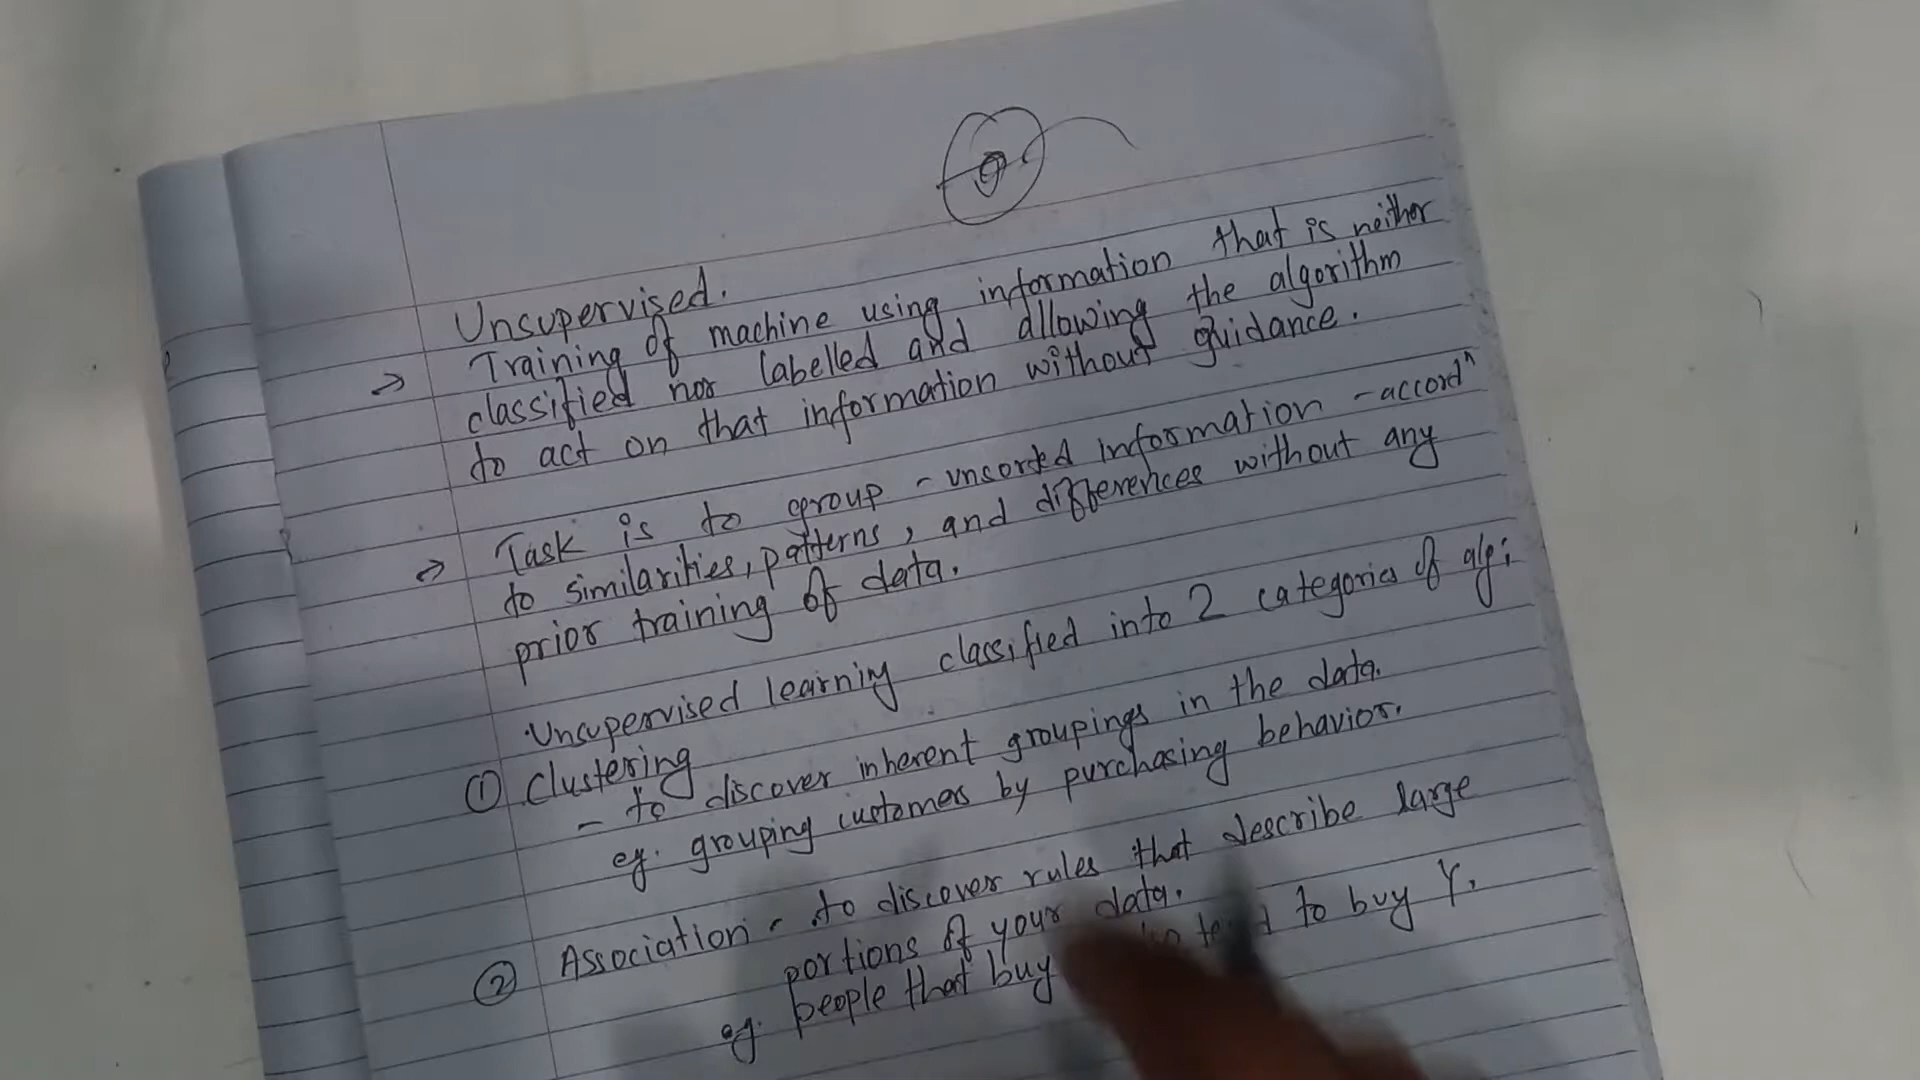 Unsupervised.
→ Training of machine using information that is neither
classified nor labelled and allowing the algorithm
to act on that information without guidance.
→ Task is to group - unsorted information - accordⁿ
to similarities, patterns, and differences without any
prior training of data.
Unsupervised learning classified into 2 categories of alg:
① Clustering
- to discover inherent groupings in the data.
eg. grouping customers by purchasing behavior.
② Association - to discover rules that describe large
portions of your data.
eg. people that buy to buy Y.